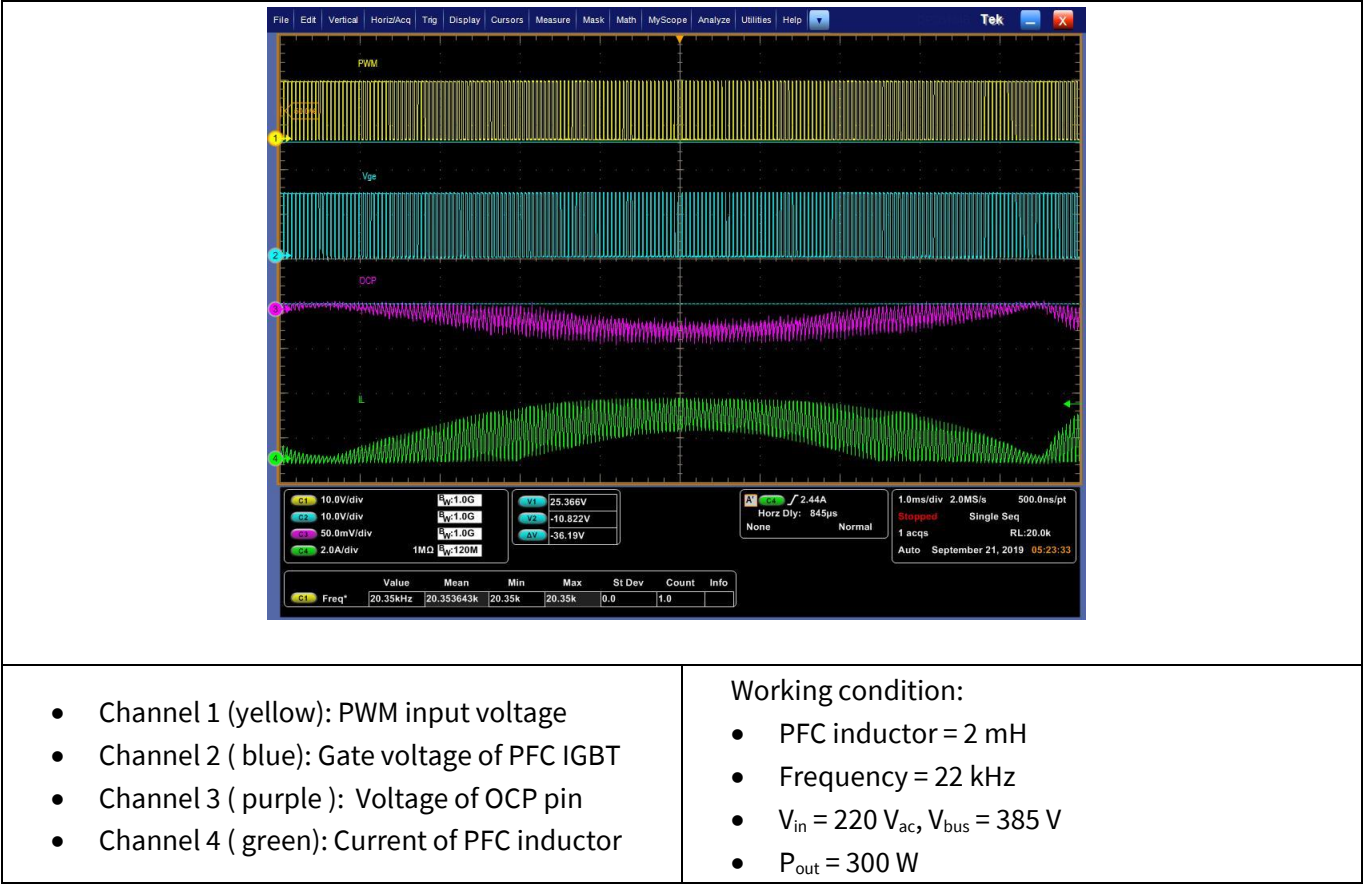 File Edit Vertical Horiz/Acq Trig Display Cursors Measure Mask Math MyScope Analyze Utilities Help Tek X
PWM
1
Vge
2
OCP
3
IL
4
C1 10.0V/div BW:1.0G
C2 10.0V/div BW:1.0G
C3 50.0mV/div BW:1.0G
C4 2.0A/div 1MΩ BW:120M
V1 25.366V
V2 -10.822V
ΔV -36.19V
A' C4 2.44A
Horz Dly: 845µs
None Normal
1.0ms/div 2.0MS/s 500.0ns/pt
Stopped Single Seq
1 acqs RL:20.0k
Auto September 21, 2019 05:23:33
Value Mean Min Max St Dev Count Info
C1 Freq* 20.35kHz 20.353643k 20.35k 20.35k 0.0 1.0
• Channel 1 (yellow): PWM input voltage
• Channel 2 ( blue): Gate voltage of PFC IGBT
• Channel 3 ( purple ): Voltage of OCP pin
• Channel 4 ( green): Current of PFC inductor
Working condition:
• PFC inductor = 2 mH
• Frequency = 22 kHz
• Vin = 220 Vac, Vbus = 385 V
• Pout = 300 W